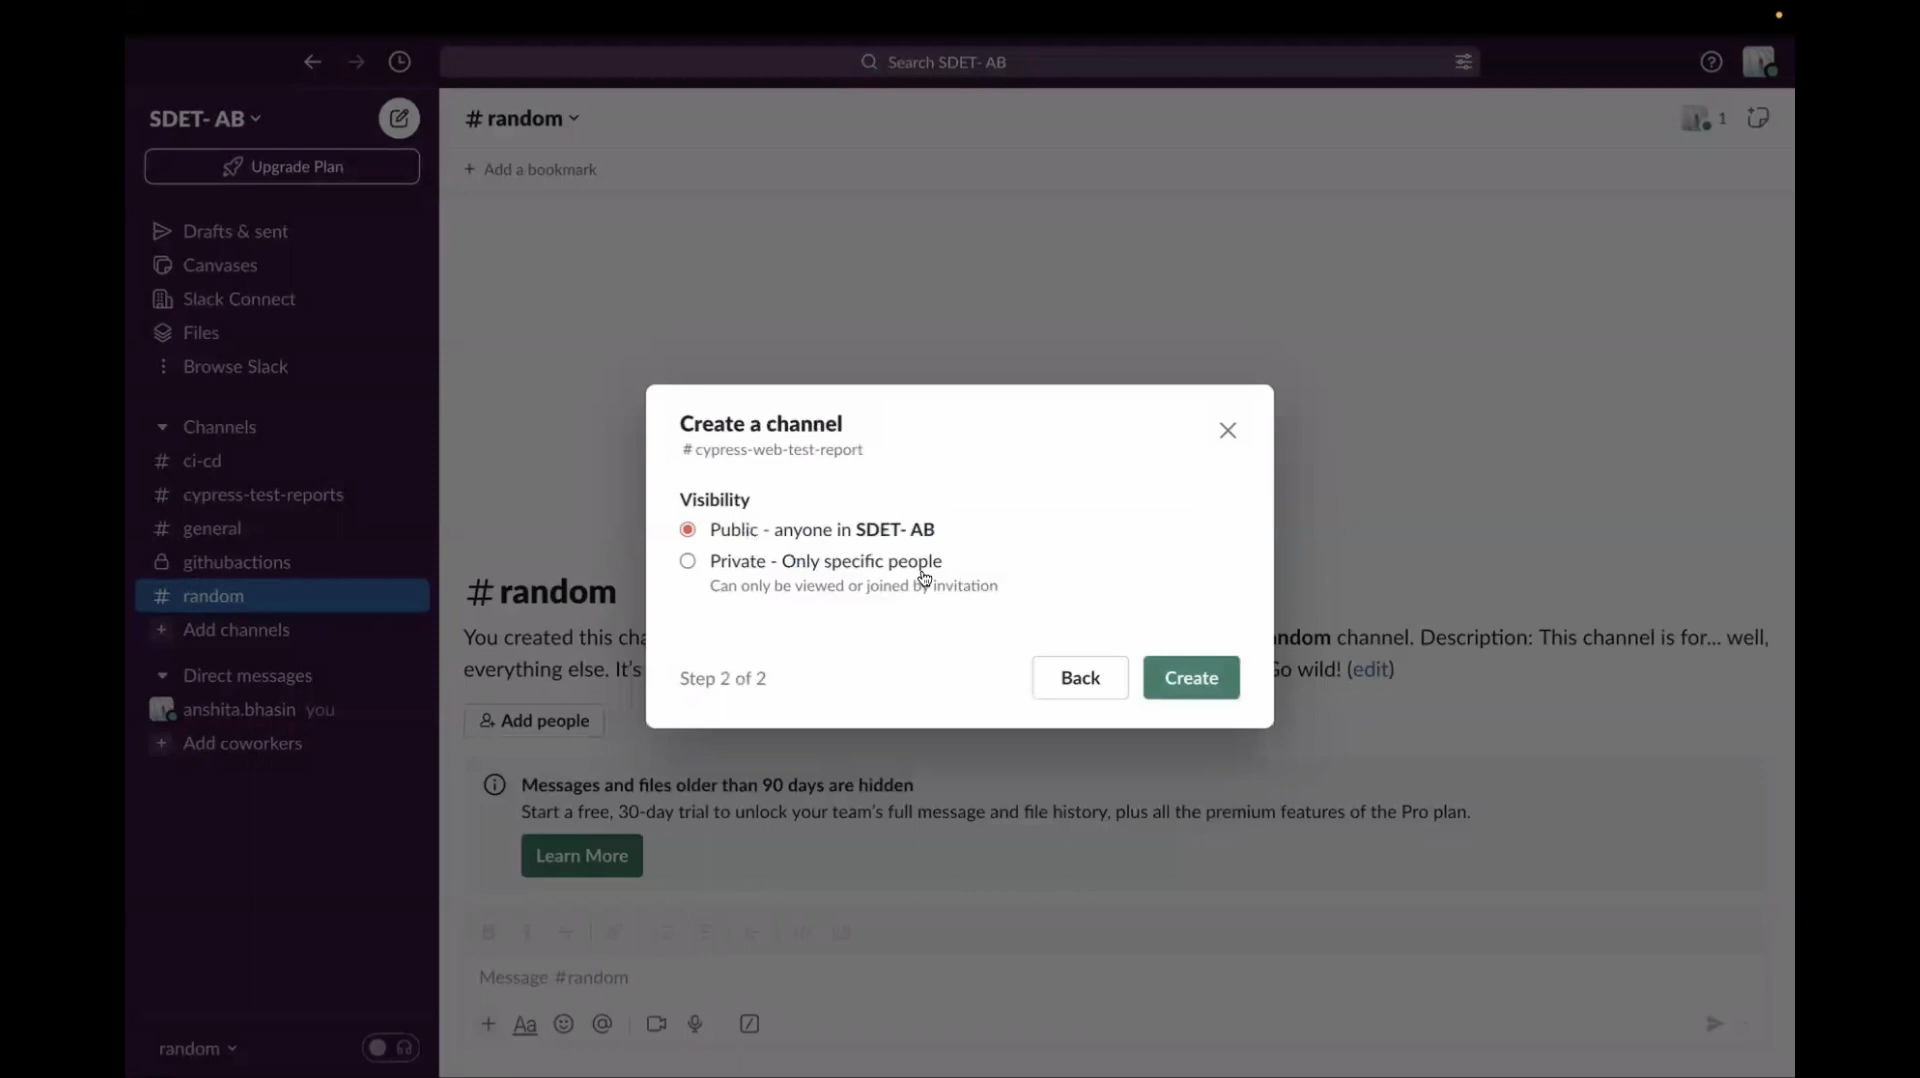 Search SDET- AB
SDET- AB
Upgrade Plan
Drafts & sent
Canvases
Slack Connect
Files
Browse Slack
Channels
# ci-cd
# cypress-test-reports
# general
githubactions
# random
+ Add channels
Direct messages
anshita.bhasin you
+ Add coworkers
random
# random
1
+ Add a bookmark
# random
You created this cha
andom channel. Description: This channel is for... well,
everything else. It's
Go wild! (edit)
Add people
Messages and files older than 90 days are hidden
Start a free, 30-day trial to unlock your team's full message and file history, plus all the premium features of the Pro plan.
Learn More
Message #random
Aa
Create a channel
# cypress-web-test-report
Visibility
Public - anyone in SDET- AB
Private - Only specific people
Can only be viewed or joined by invitation
Step 2 of 2
Back
Create